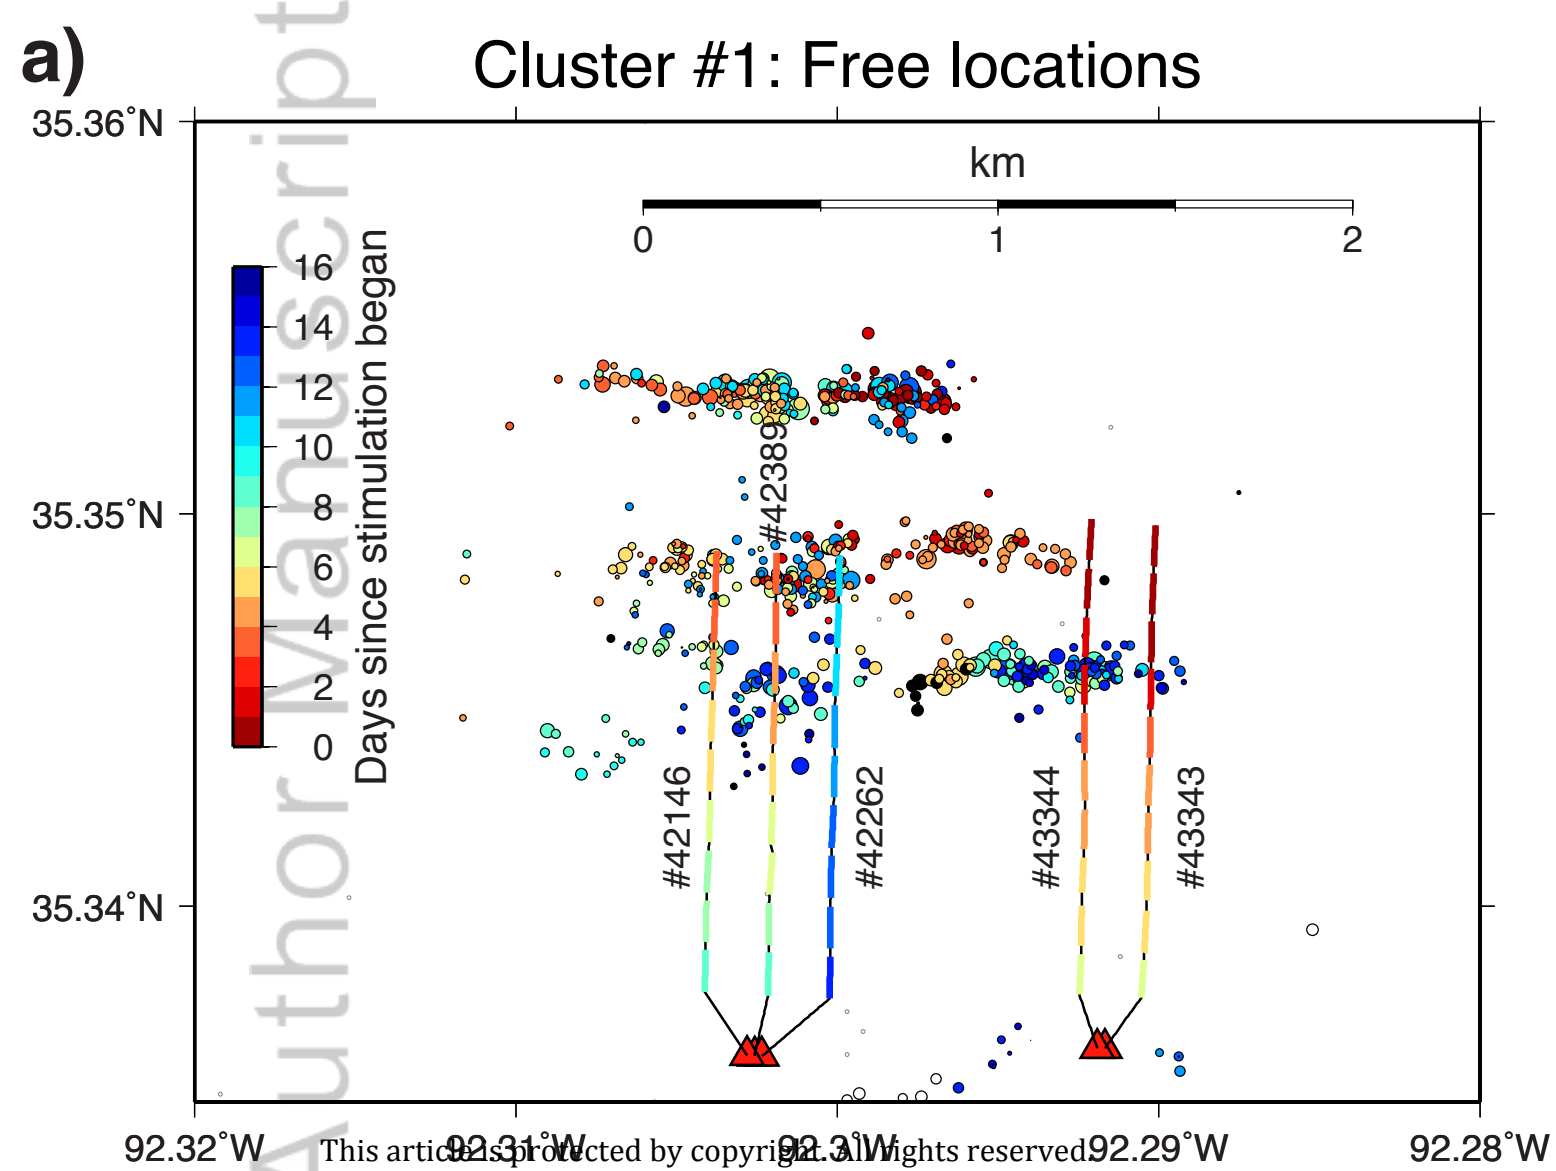 a)
Cluster #1: Free locations
35.36°N
km
0 1 2
16
14
12
10
8
6
4
2
0
Days since stimulation began
Author Manuscript
35.35°N
35.34°N
#42389
#42146
#42262
#43344
#43343
92.32°W 92.31°W 92.3°W 92.29°W 92.28°W
This article is protected by copyright. All rights reserved.